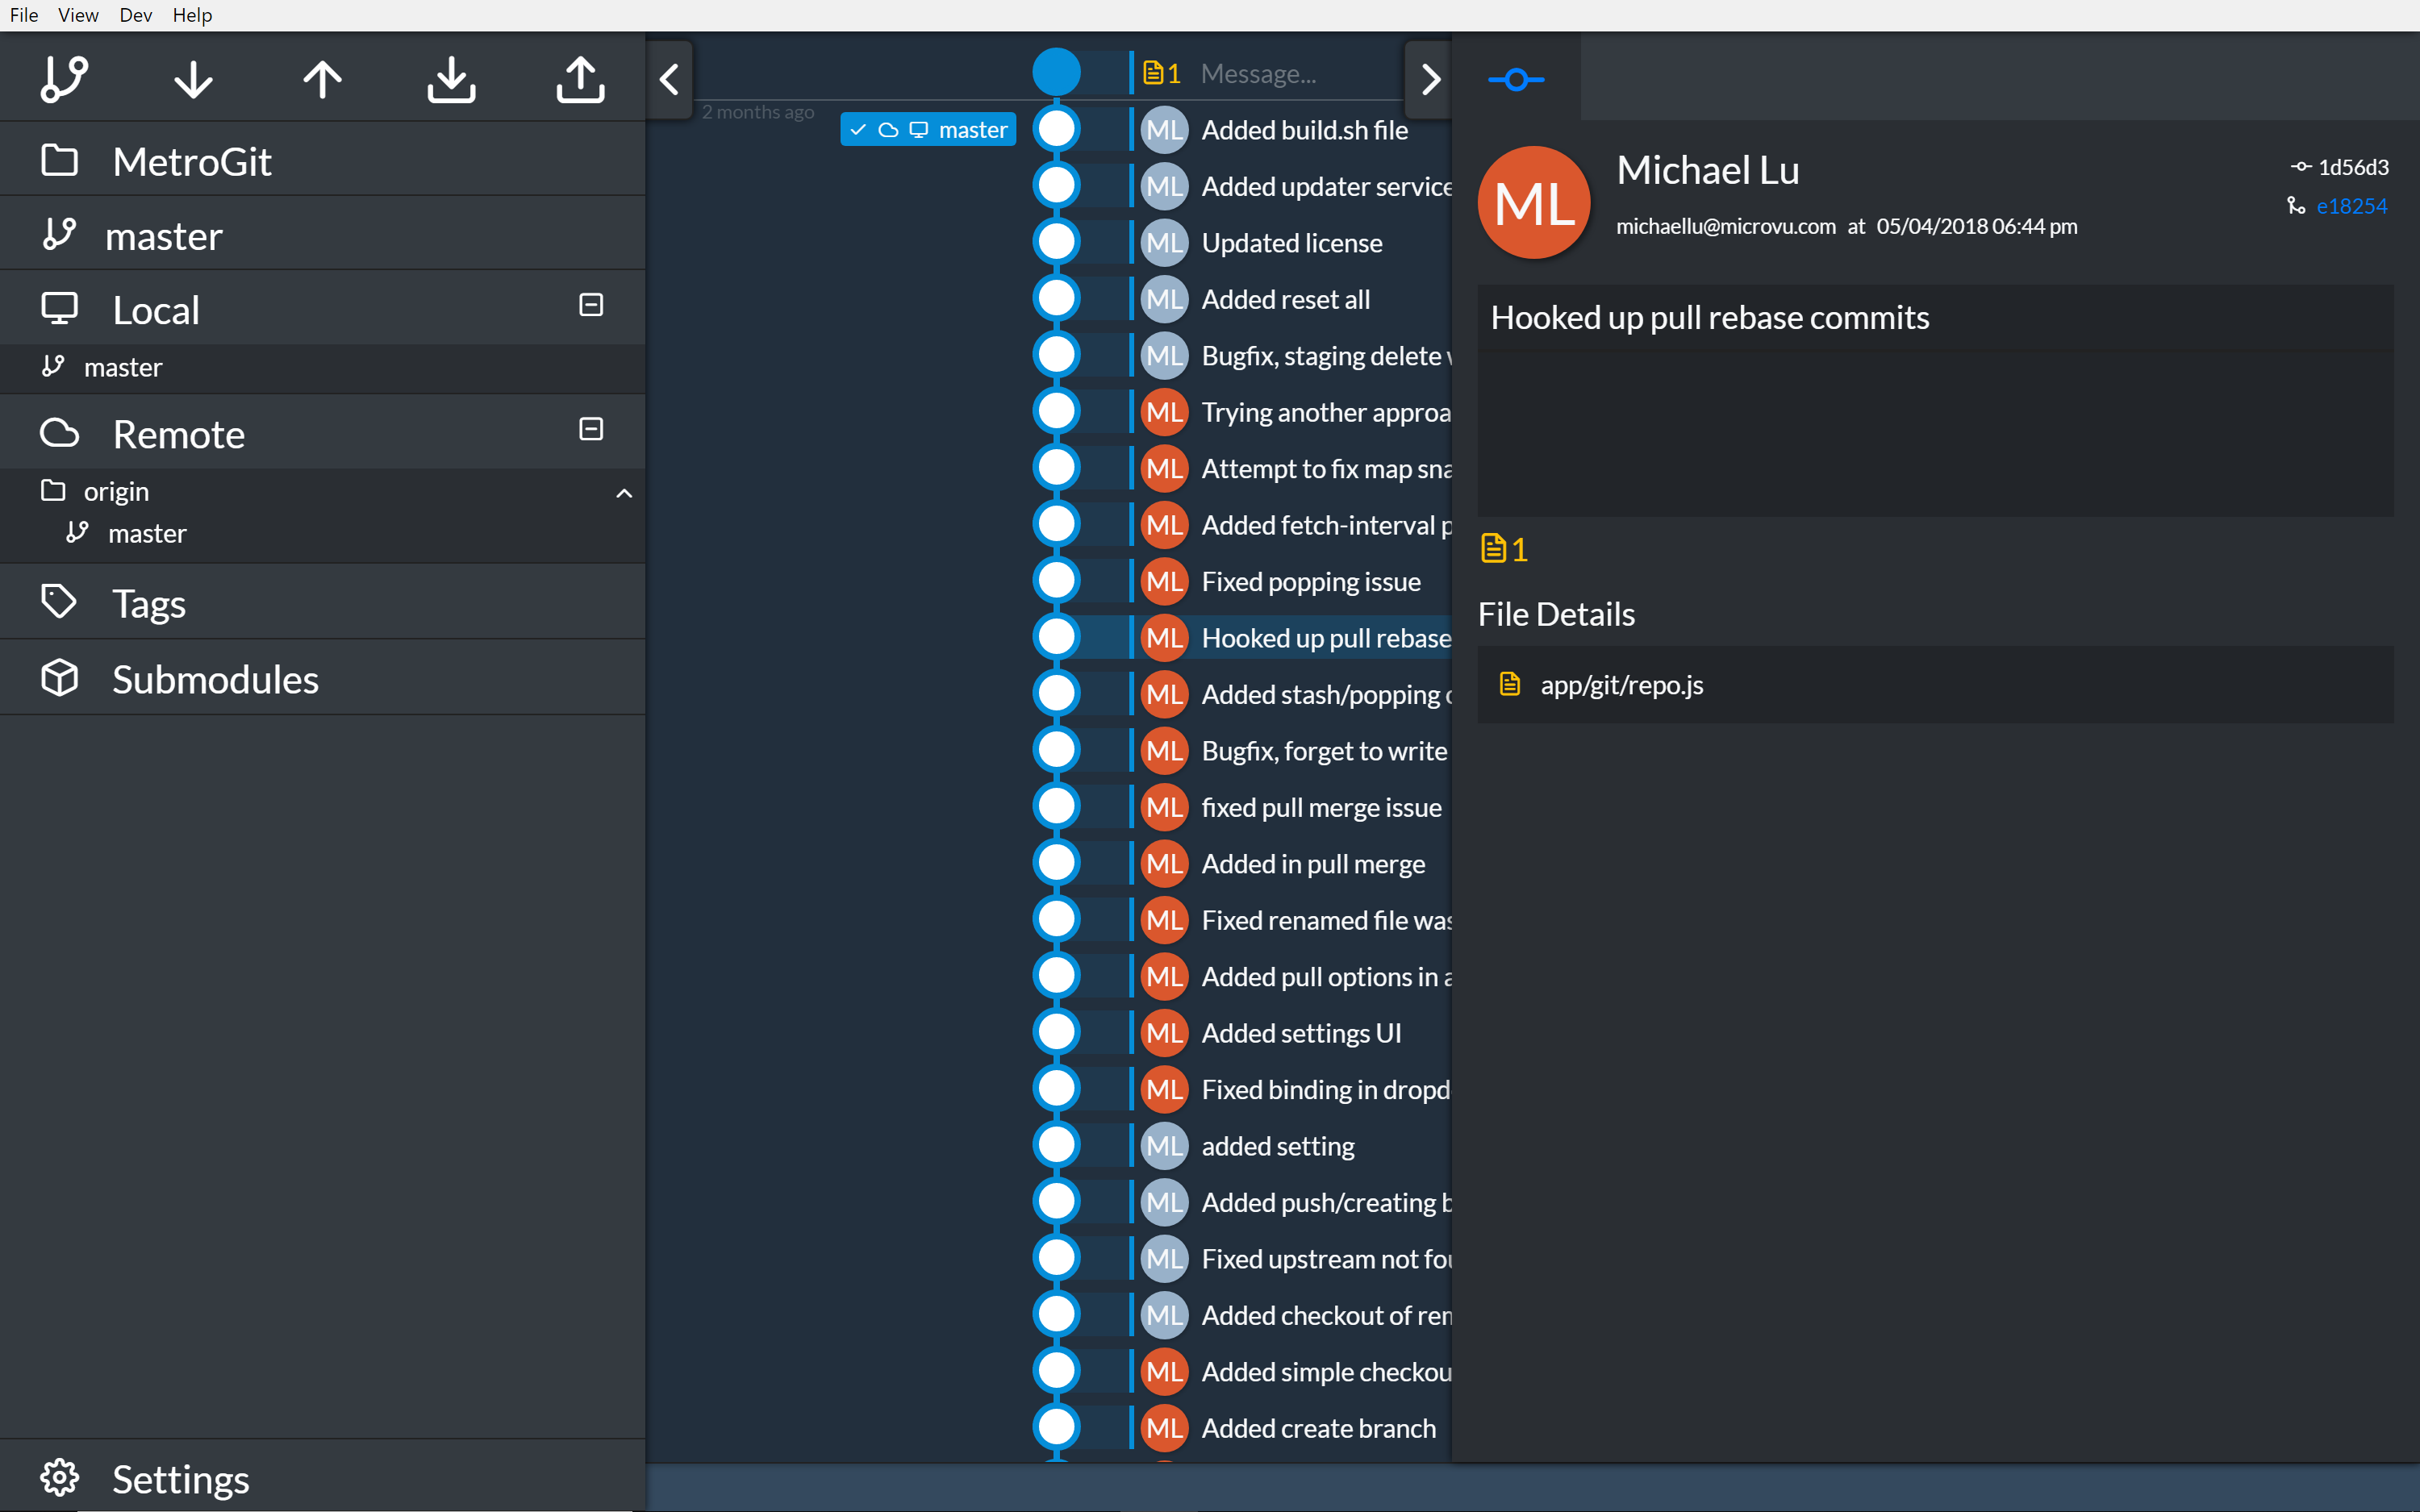 File View Dev Help
MetroGit
master
Local
master
Remote
origin
master
Tags
Submodules
Settings
1 Message...
2 months ago
master
ML Added build.sh file
ML Added updater service
ML Updated license
ML Added reset all
ML Bugfix, staging delete
ML Trying another approa
ML Attempt to fix map sna
ML Added fetch-interval p
ML Fixed popping issue
ML Hooked up pull rebase
ML Added stash/popping
ML Bugfix, forget to write
ML fixed pull merge issue
ML Added in pull merge
ML Fixed renamed file was
ML Added pull options in a
ML Added settings UI
ML Fixed binding in dropd
ML added setting
ML Added push/creating b
ML Fixed upstream not fou
ML Added checkout of rem
ML Added simple checkou
ML Added create branch
ML
Michael Lu
1d56d3
michaellu@microvu.com at 05/04/2018 06:44 pm
e18254
Hooked up pull rebase commits
1
File Details
app/git/repo.js